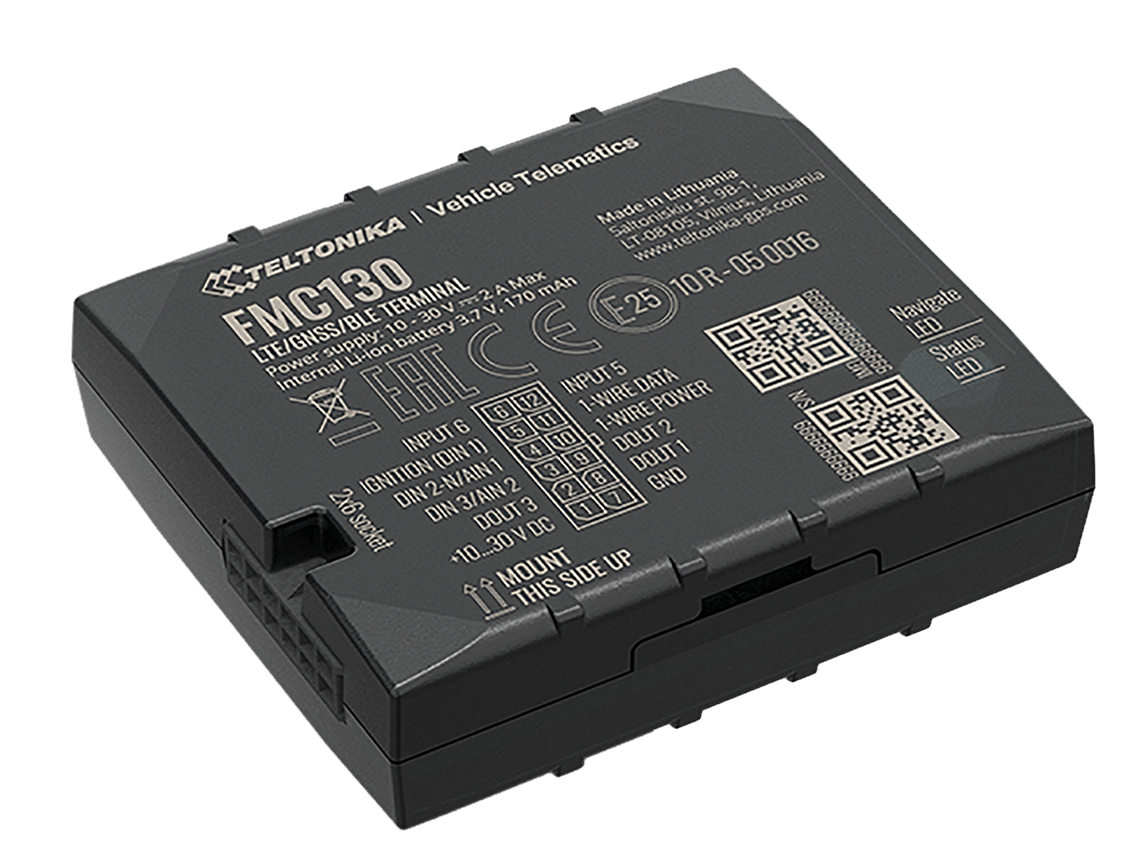 TELTONIKA | Vehicle Telematics
FMC130
LTE/GNSS/BLE TERMINAL
Power supply: 10 - 30 V ⎓ 2 A Max
Internal Li-ion battery 3.7 V, 170 mAh
Made in Lithuania
Saltoniskiu st. 9B-1,
LT-08105, Vilnius, Lithuania
www.teltonika-gps.com
EAC CE E25 10 R - 05 0016
Navigate
LED
Status
LED
INPUT 6
IGNITION (DIN 1)
DIN 2-N/AIN1
DIN 3/AIN 2
DOUT 3
+10...30 V DC
6 12
5 11
4 10
3 9
2 8
1 7
INPUT 5
1-WIRE DATA
1-WIRE POWER
DOUT 2
DOUT 1
GND
2x6 socket
MOUNT
THIS SIDE UP
S/N